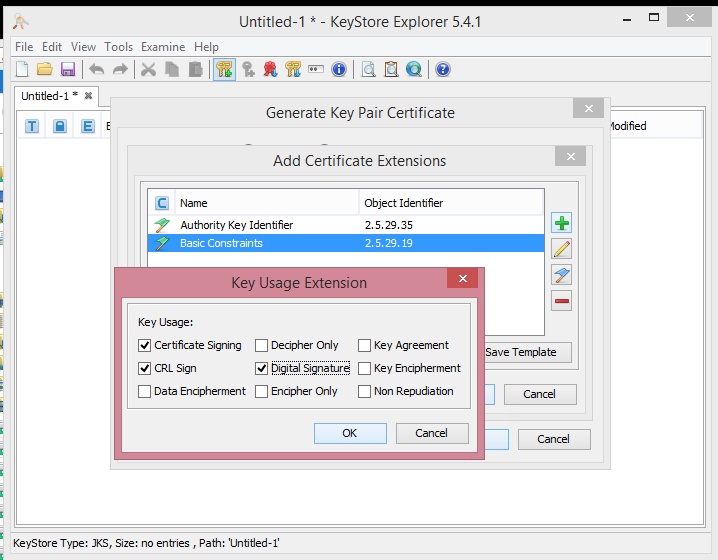 Untitled-1 * - KeyStore Explorer 5.4.1
File Edit View Tools Examine Help
Untitled-1 *
Generate Key Pair Certificate
T E Modified
Add Certificate Extensions
C Name Object Identifier
Authority Key Identifier 2.5.29.35
Basic Constraints 2.5.29.19
Key Usage Extension
Key Usage:
Certificate Signing Decipher Only Key Agreement
CRL Sign Digital Signature Key Encipherment
Data Encipherment Encipher Only Non Repudiation
OK Cancel
Save Template
Cancel
Cancel
KeyStore Type: JKS, Size: no entries , Path: 'Untitled-1'